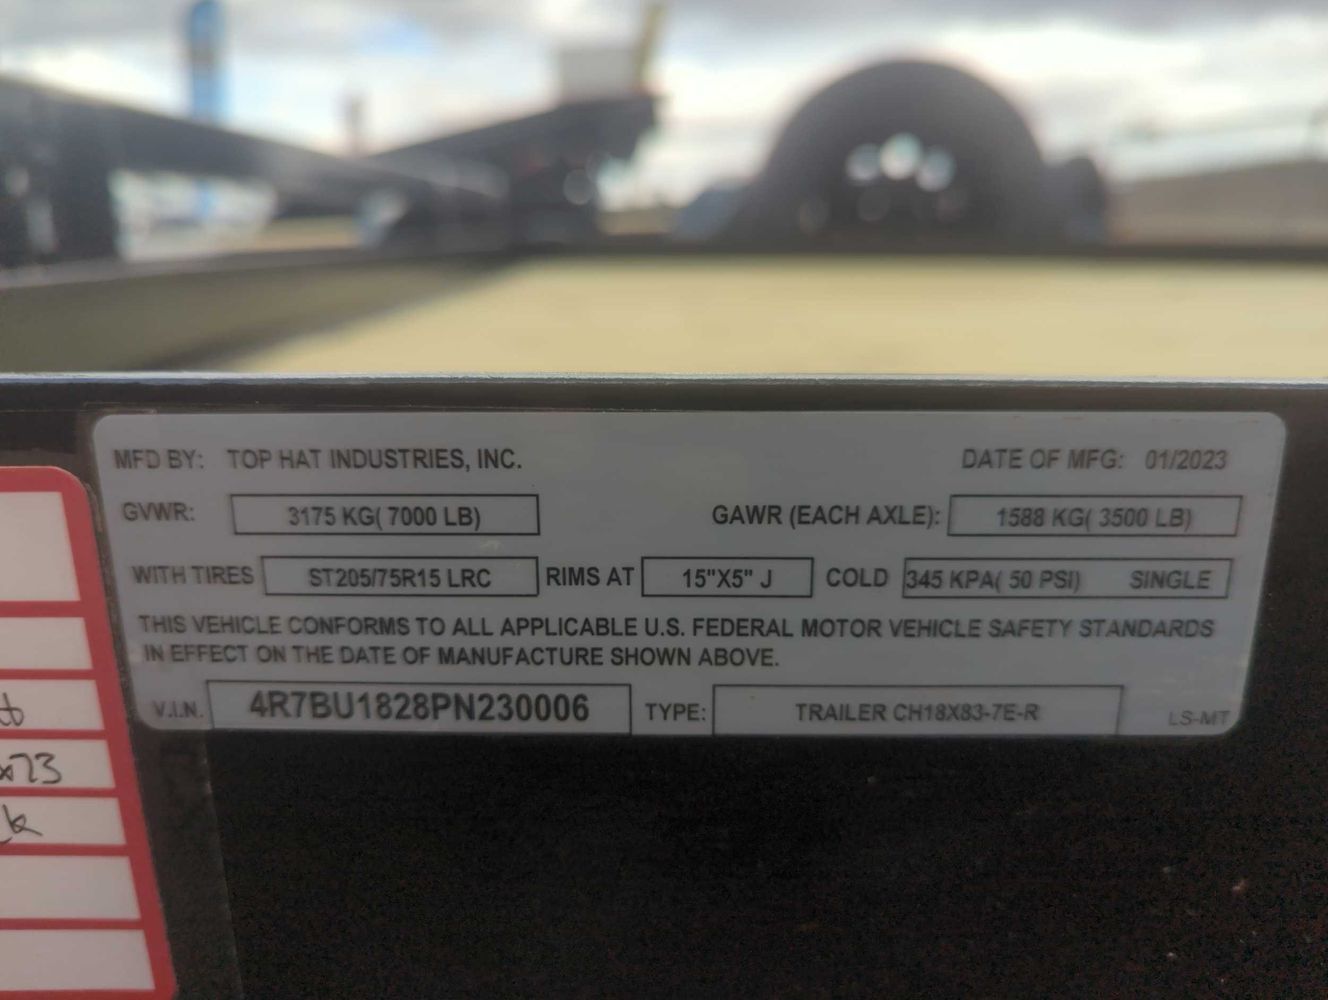 MFD BY: TOP HAT INDUSTRIES, INC. DATE OF MFG: 01/2023
GVWR: 3175 KG( 7000 LB) GAWR (EACH AXLE): 1588 KG( 3500 LB)
WITH TIRES ST205/75R15 LRC RIMS AT 15"X5" J COLD 345 KPA( 50 PSI) SINGLE
THIS VEHICLE CONFORMS TO ALL APPLICABLE U.S. FEDERAL MOTOR VEHICLE SAFETY STANDARDS
IN EFFECT ON THE DATE OF MANUFACTURE SHOWN ABOVE.
V.I.N. 4R7BU1828PN230006 TYPE: TRAILER CH18X83-7E-R LS-MT